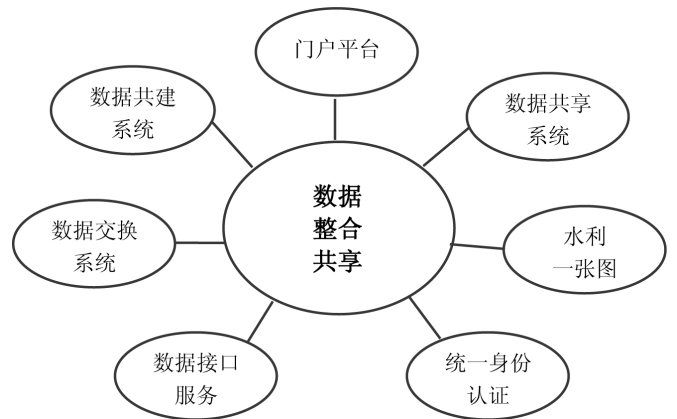 门户平台
数据共建
系统
数据共享
系统
数据
整合
共享
数据交换
系统
水利
一张图
数据接口
服务
统一身份
认证